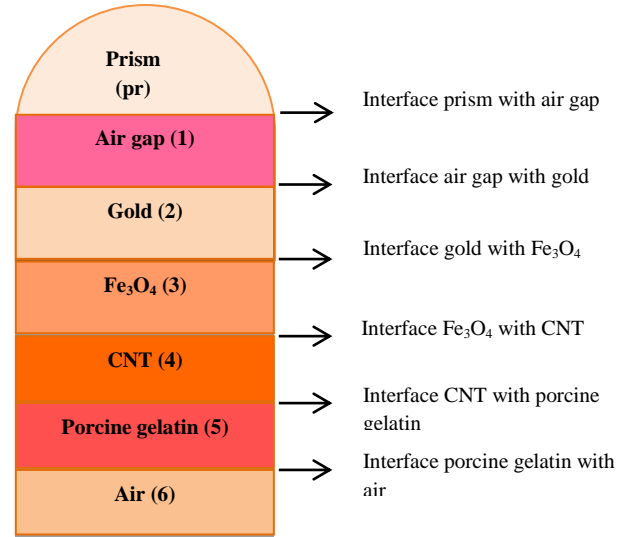 Prism
(pr)
Interface prism with air gap
Air gap (1)
Interface air gap with gold
Gold (2)
Interface gold with Fe₃O₄
Fe₃O₄ (3)
Interface Fe₃O₄ with CNT
CNT (4)
Interface CNT with porcine
gelatin
Porcine gelatin (5)
Interface porcine gelatin with
air
Air (6)